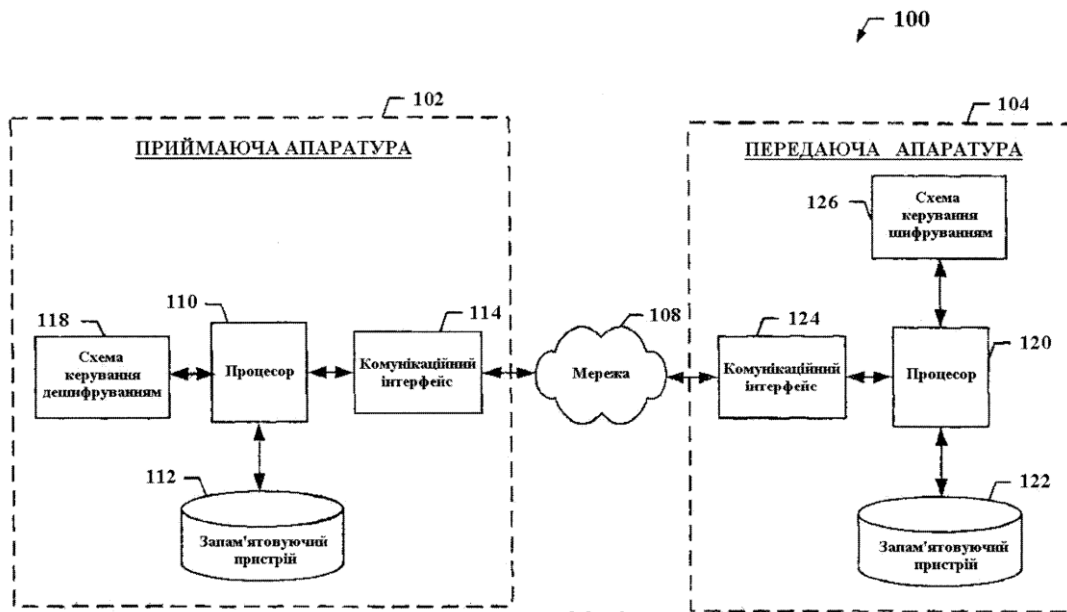 100
102
ПРИЙМАЮЧА АПАРАТУРА
118
Схема
керування
дешифруванням
110
Процесор
114
Комунікаційний
інтерфейс
112
Запам'ятовуючий
пристрій
108
Мережа
104
ПЕРЕДАЮЧА АПАРАТУРА
126
Схема
керування
шифруванням
124
Комунікаційний
інтерфейс
120
Процесор
122
Запам'ятовуючий
пристрій